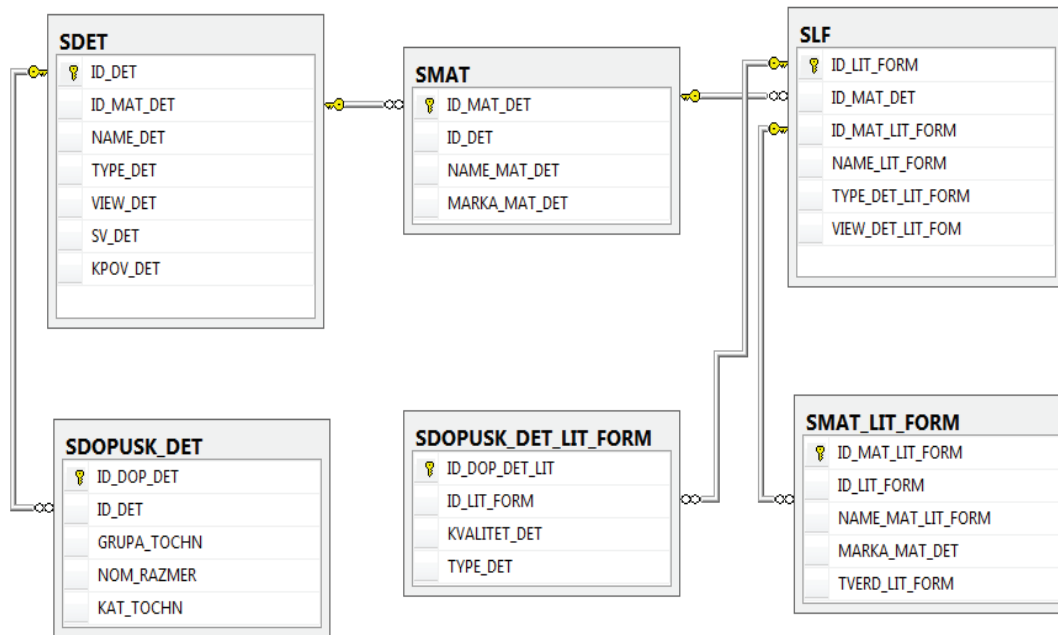 SDET
ID_DET
ID_MAT_DET
NAME_DET
TYPE_DET
VIEW_DET
SV_DET
KPOV_DET
SMAT
ID_MAT_DET
ID_DET
NAME_MAT_DET
MARKA_MAT_DET
SLF
ID_LIT_FORM
ID_MAT_DET
ID_MAT_LIT_FORM
NAME_LIT_FORM
TYPE_DET_LIT_FORM
VIEW_DET_LIT_FOM
SDOPUSK_DET
ID_DOP_DET
ID_DET
GRUPA_TOCHN
NOM_RAZMER
KAT_TOCHN
SDOPUSK_DET_LIT_FORM
ID_DOP_DET_LIT
ID_LIT_FORM
KVALITET_DET
TYPE_DET
SMAT_LIT_FORM
ID_MAT_LIT_FORM
ID_LIT_FORM
NAME_MAT_LIT_FORM
MARKA_MAT_DET
TVERD_LIT_FORM